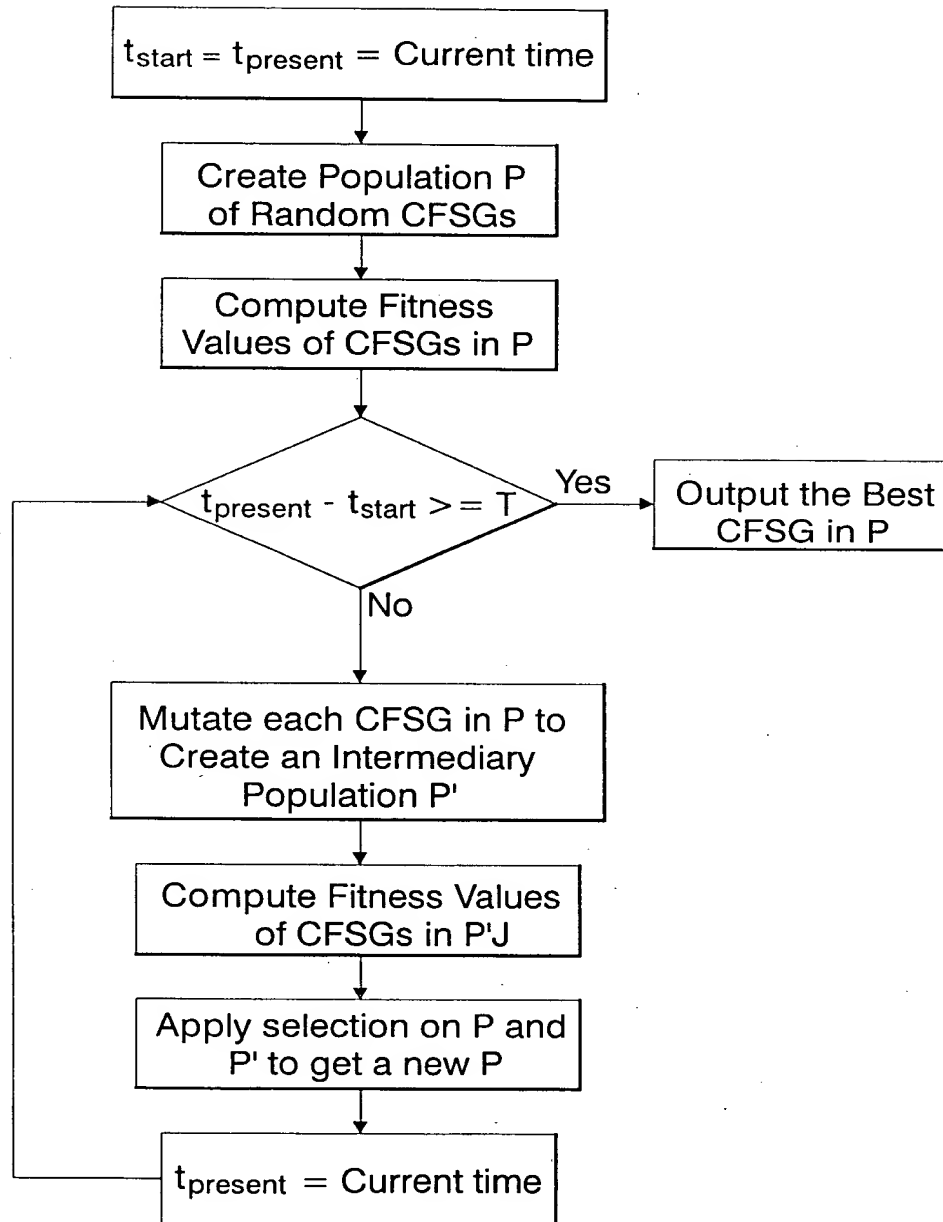 tstart = tpresent = Current time
Create Population P
of Random CFSGs
Compute Fitness
Values of CFSGs in P
tpresent - tstart >= T
Yes
Output the Best
CFSG in P
No
Mutate each CFSG in P to
Create an Intermediary
Population P'
Compute Fitness Values
of CFSGs in P'J
Apply selection on P and
P' to get a new P
tpresent = Current time